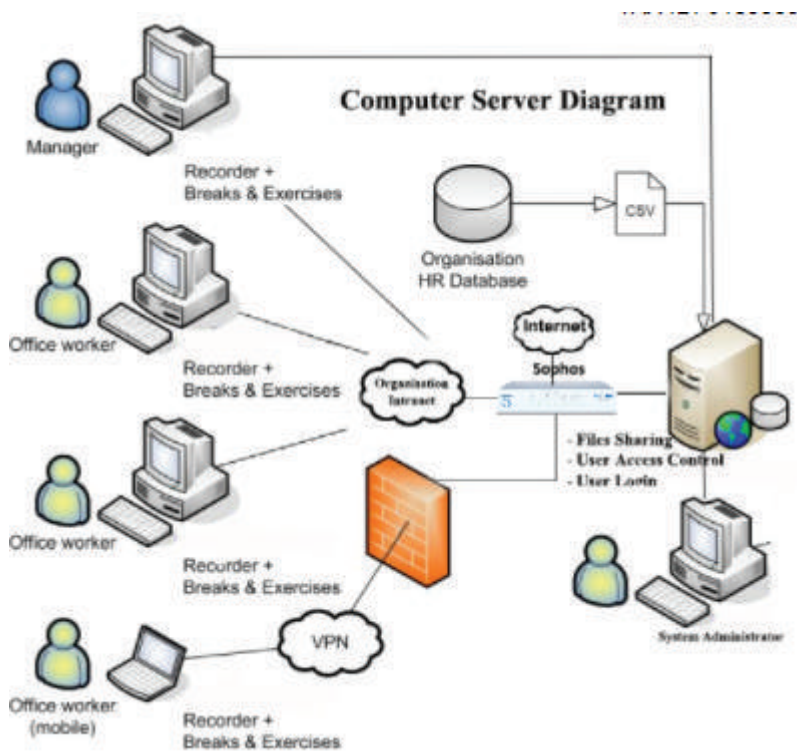 Computer Server Diagram
Manager
Recorder +
Breaks & Exercises
CSV
Organisation
HR Database
Office worker
Recorder +
Breaks & Exercises
Internet
Sophos
Organisation
Intranet
- Files Sharing
- User Access Control
- User Login
Office worker
Recorder +
Breaks & Exercises
VPN
System Administrator
Office worker
(mobile)
Recorder +
Breaks & Exercises